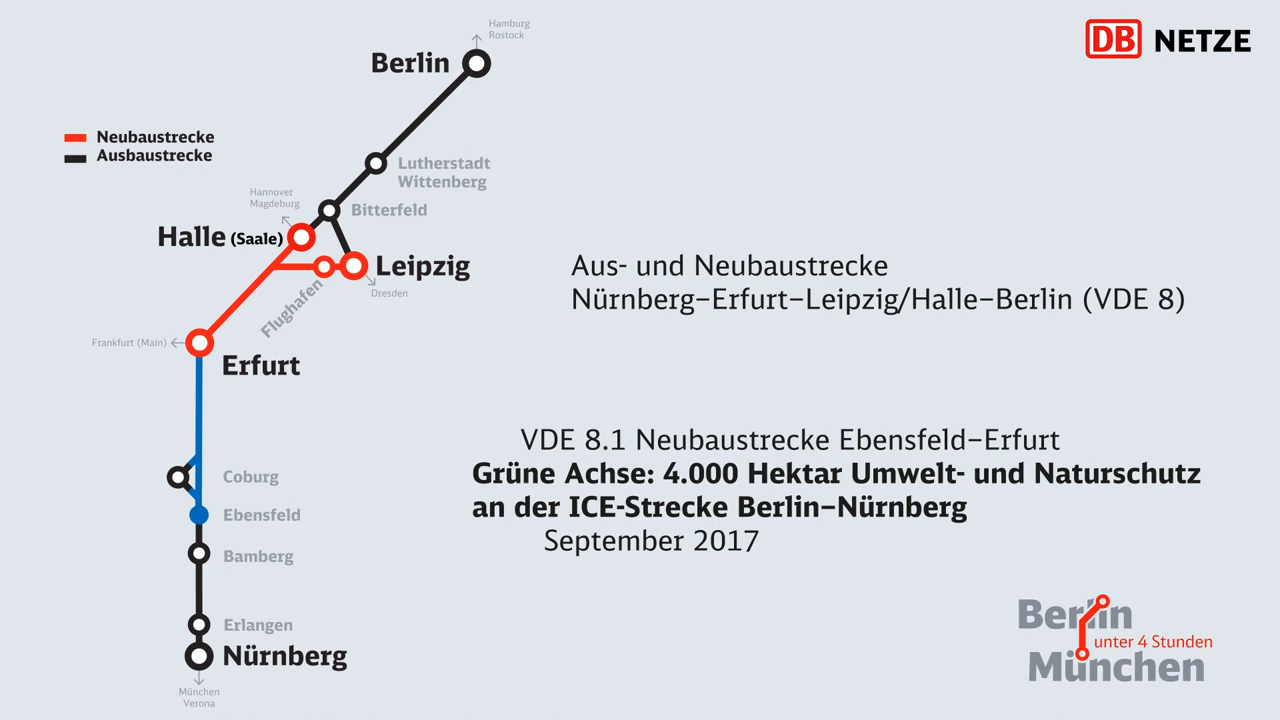 Hamburg
Rostock
DB NETZE
Berlin
Neubaustrecke
Ausbaustrecke
Lutherstadt
Wittenberg
Hannover
Magdeburg
Bitterfeld
Halle (Saale)
Leipzig
Dresden
Flughafen
Frankfurt (Main)
Erfurt
Coburg
Ebensfeld
Bamberg
Erlangen
Nürnberg
München
Verona
Aus- und Neubaustrecke
Nürnberg–Erfurt–Leipzig/Halle–Berlin (VDE 8)
VDE 8.1 Neubaustrecke Ebensfeld–Erfurt
Grüne Achse: 4.000 Hektar Umwelt- und Naturschutz
an der ICE-Strecke Berlin–Nürnberg
September 2017
Berlin
unter 4 Stunden
München